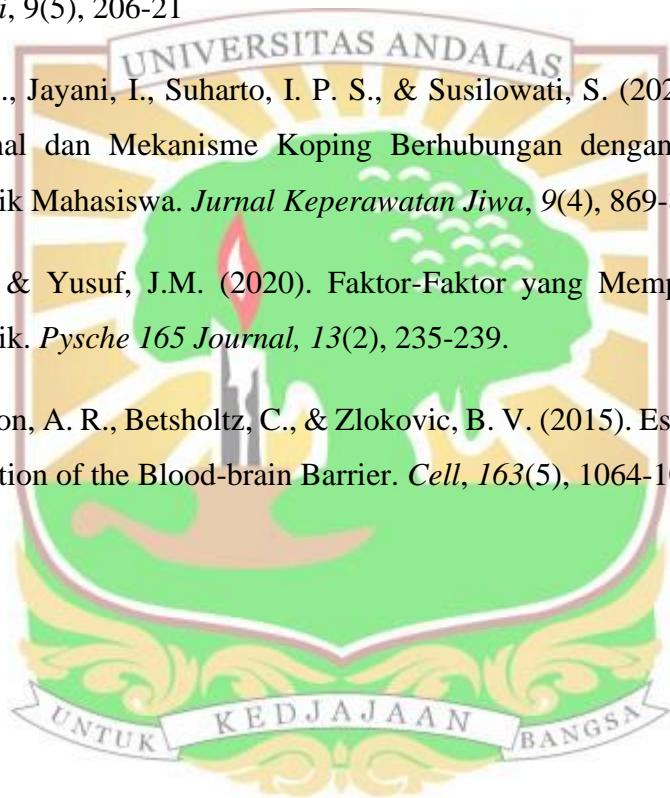 i, 9(5), 206-21
UNIVERSITAS ANDALAS
., Jayani, I., Suharto, I. P. S., & Susilowati, S. (202
nal dan Mekanisme Koping Berhubungan dengan
ik Mahasiswa. Jurnal Keperawatan Jiwa, 9(4), 869-
& Yusuf, J.M. (2020). Faktor-Faktor yang Memp
ik. Pysche 165 Journal, 13(2), 235-239.
on, A. R., Betsholtz, C., & Zlokovic, B. V. (2015). Es
tion of the Blood-brain Barrier. Cell, 163(5), 1064-10
UNTUK KEDJAJAAN BANGSA